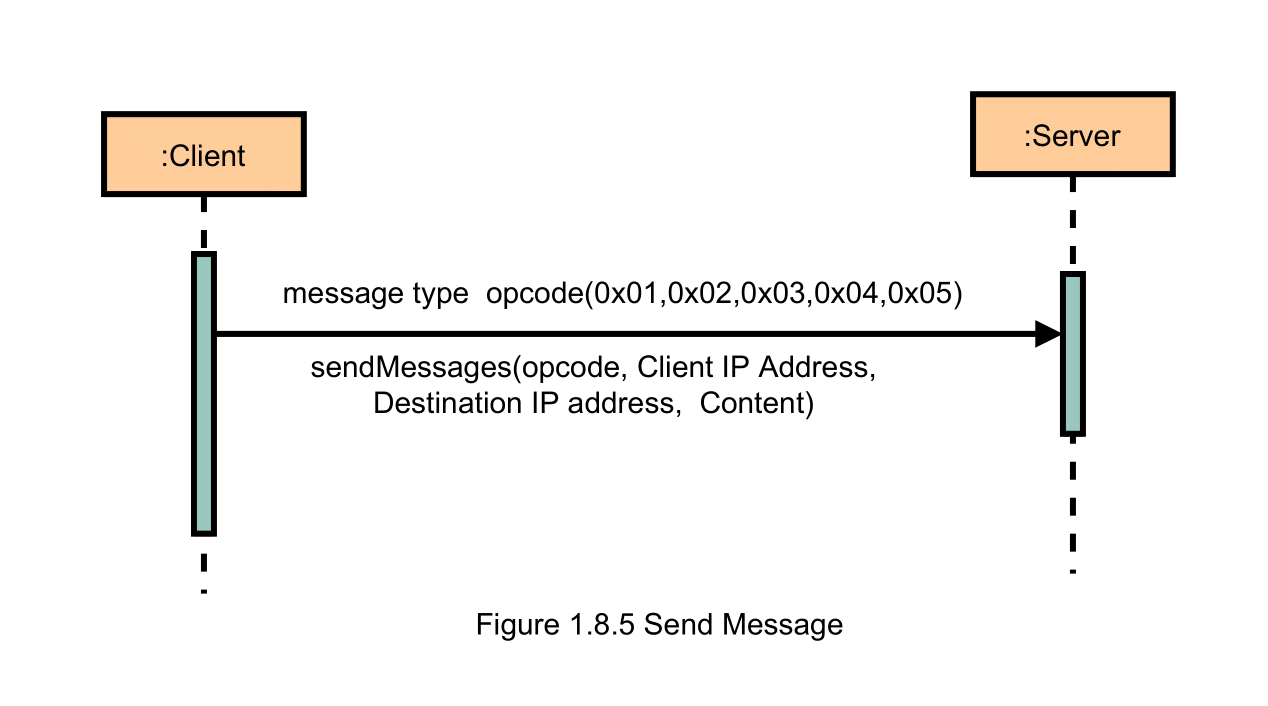 :Client
:Server
message type  opcode(0x01,0x02,0x03,0x04,0x05)
sendMessages(opcode, Client IP Address,
Destination IP address,  Content)
Figure 1.8.5 Send Message